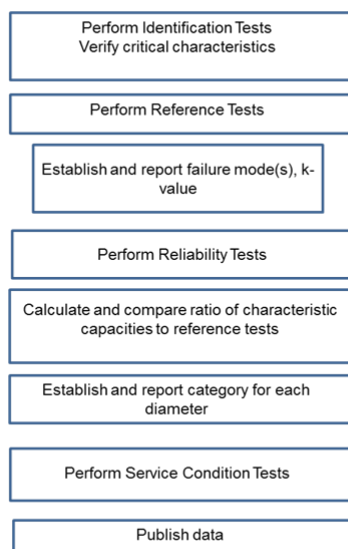 Perform Identification Tests
Verify critical characteristics
Perform Reference Tests
Establish and report failure mode(s), k-
value
Perform Reliability Tests
Calculate and compare ratio of characteristic
capacities to reference tests
Establish and report category for each
diameter
Perform Service Condition Tests
Publish data